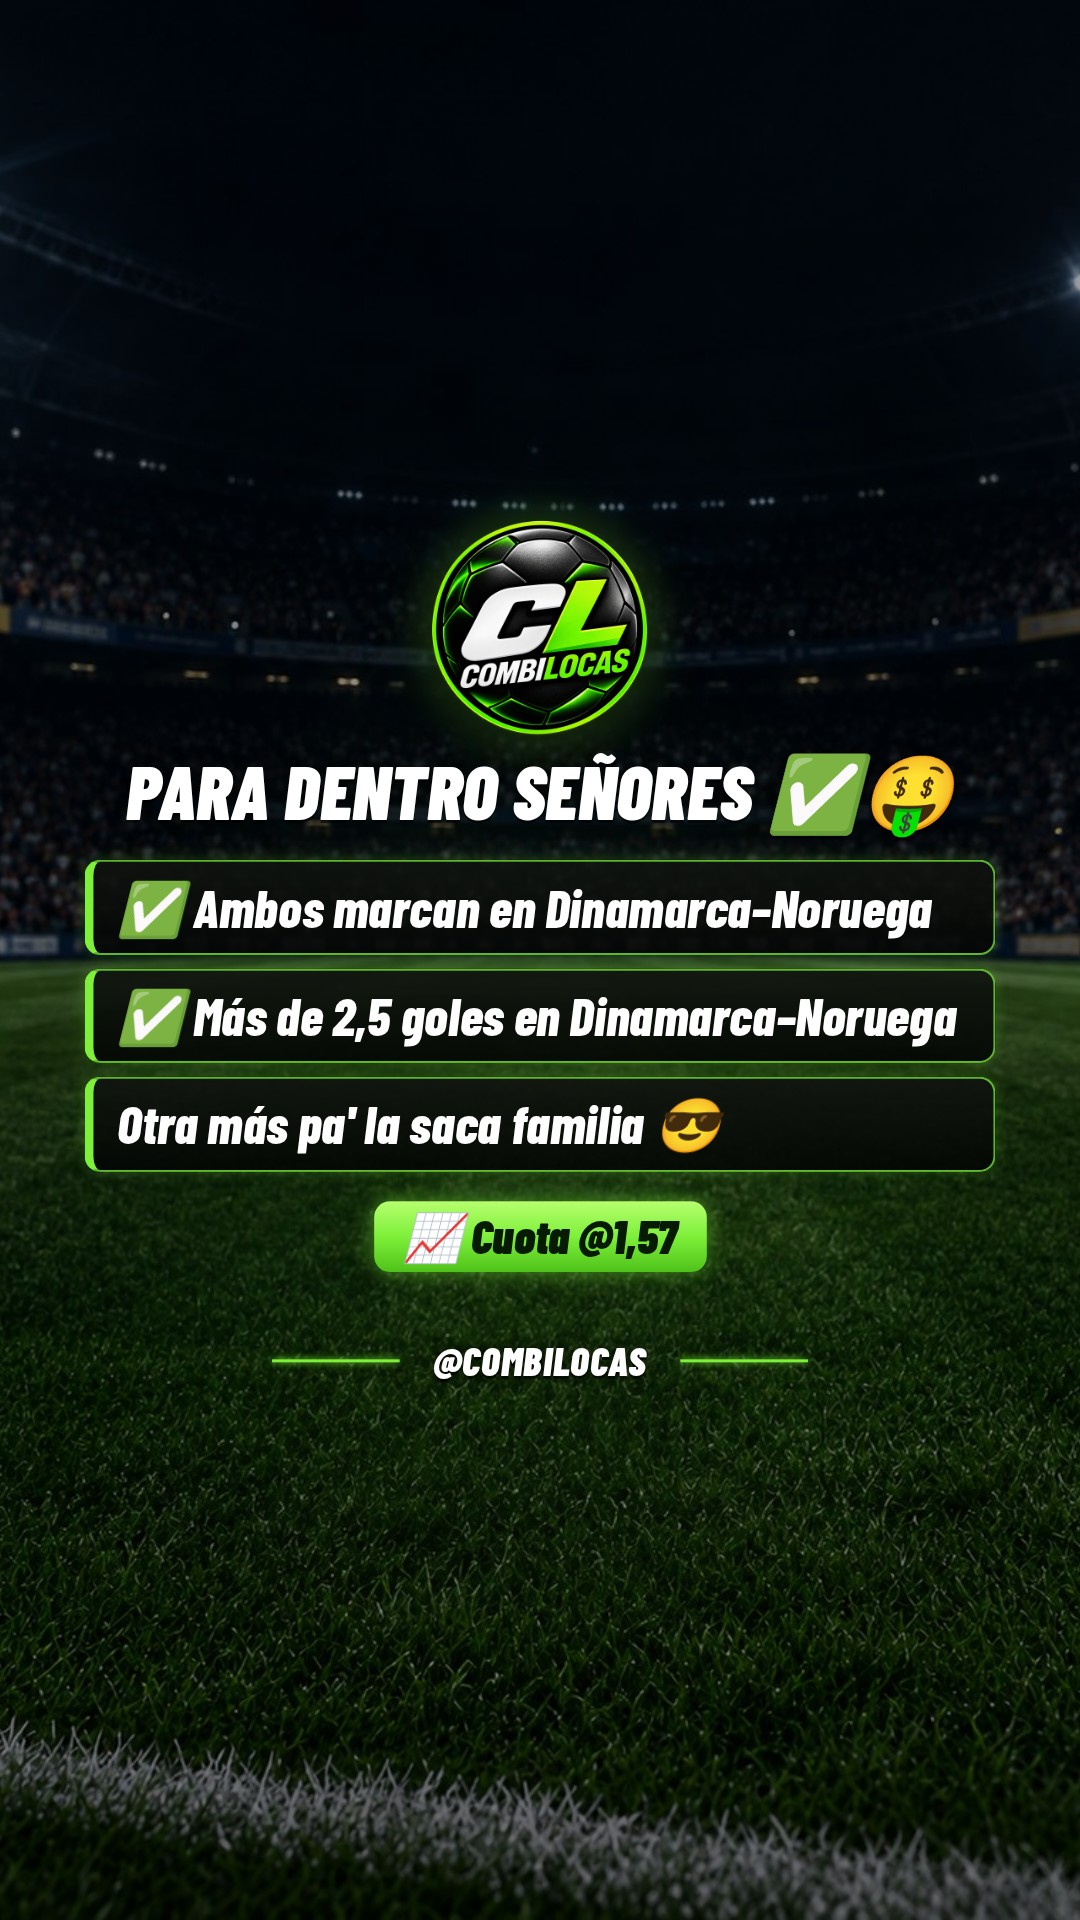 CL
COMBILOCAS
PARA DENTRO SEÑORES ✅🤑
✅ Ambos marcan en Dinamarca-Noruega
✅ Más de 2,5 goles en Dinamarca-Noruega
Otra más pa' la saca familia 😎
📈 Cuota @1,57
@COMBILOCAS